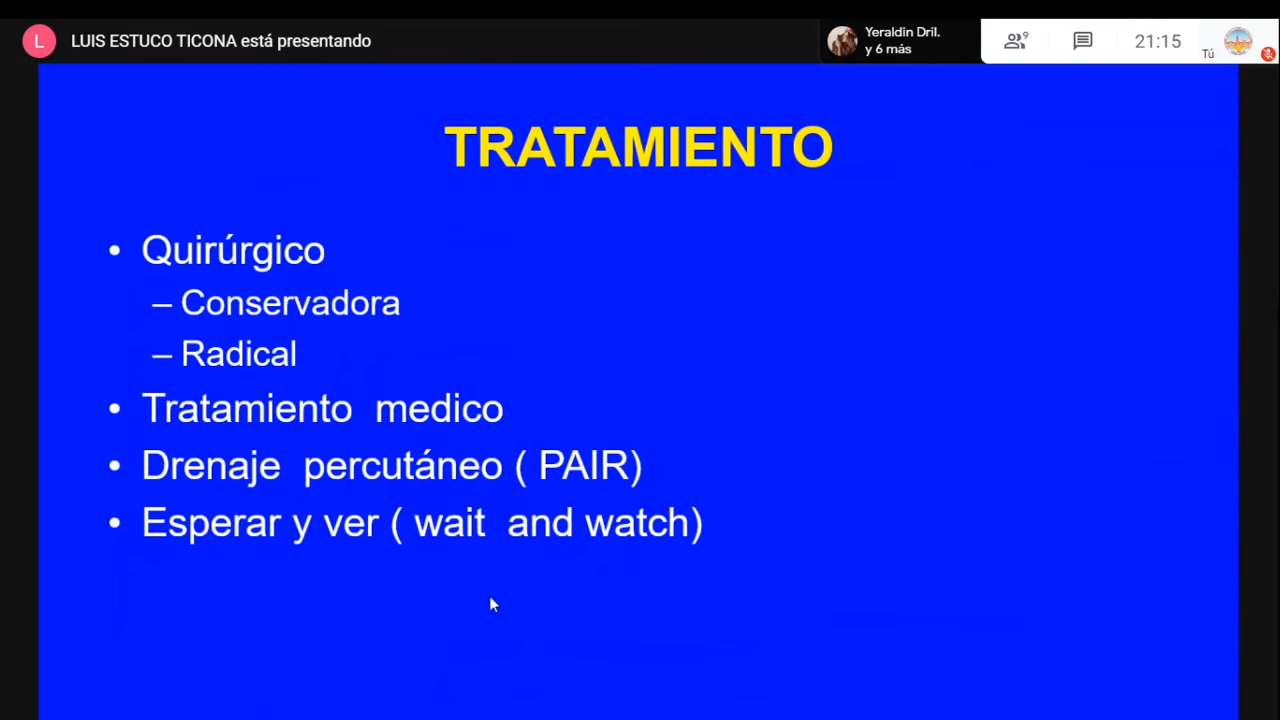 L
LUIS ESTUCO TICONA está presentando
Yeraldin Dril.
y 6 más
9
21:15
Tú
TRATAMIENTO
• Quirúrgico
– Conservadora
– Radical
• Tratamiento medico
• Drenaje percutáneo ( PAIR)
• Esperar y ver ( wait and watch)